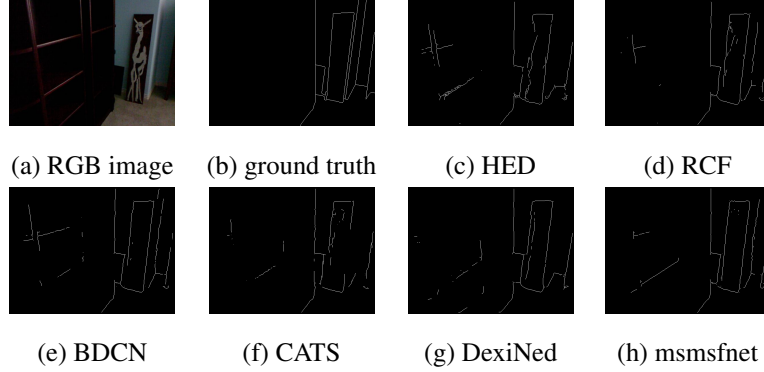 (a) RGB image (b) ground truth (c) HED (d) RCF
(e) BDCN (f) CATS (g) DexiNed (h) msmsfnet